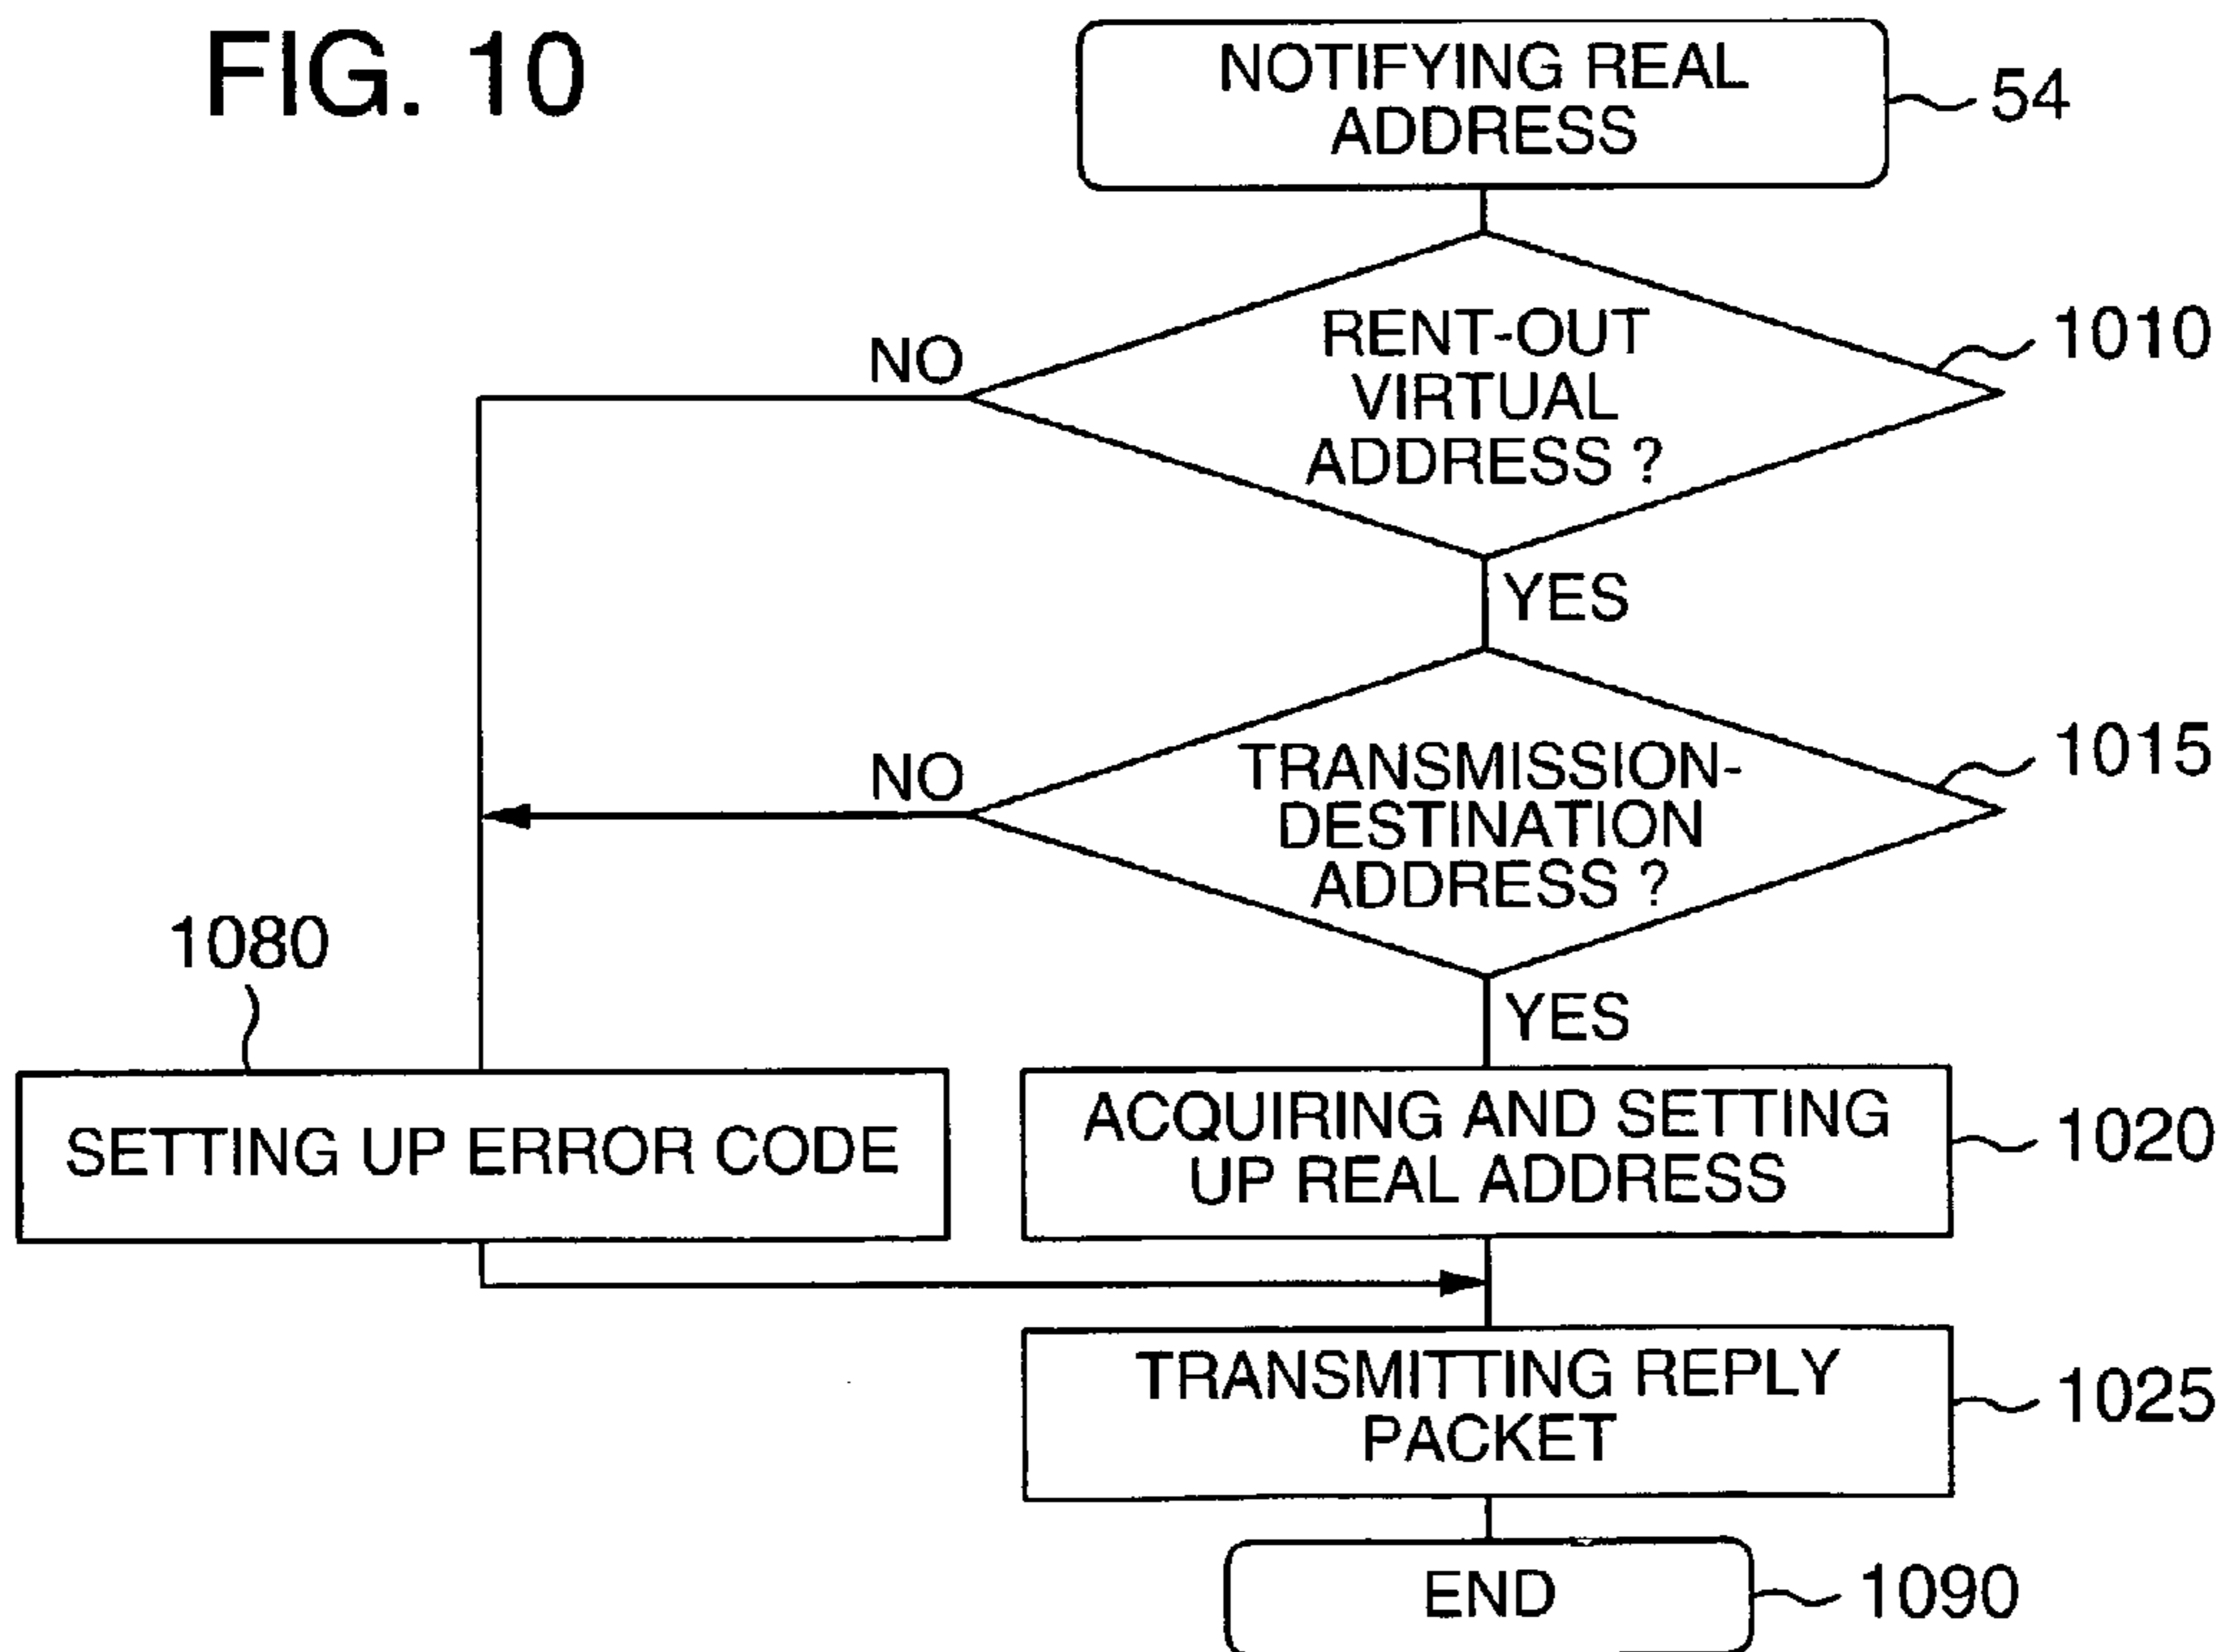 FIG. 10
NOTIFYING REAL
ADDRESS
54
RENT-OUT
VIRTUAL
ADDRESS ?
1010
NO
YES
TRANSMISSION-
DESTINATION
ADDRESS ?
1015
NO
YES
1080
SETTING UP ERROR CODE
ACQUIRING AND SETTING
UP REAL ADDRESS
1020
TRANSMITTING REPLY
PACKET
1025
END
1090